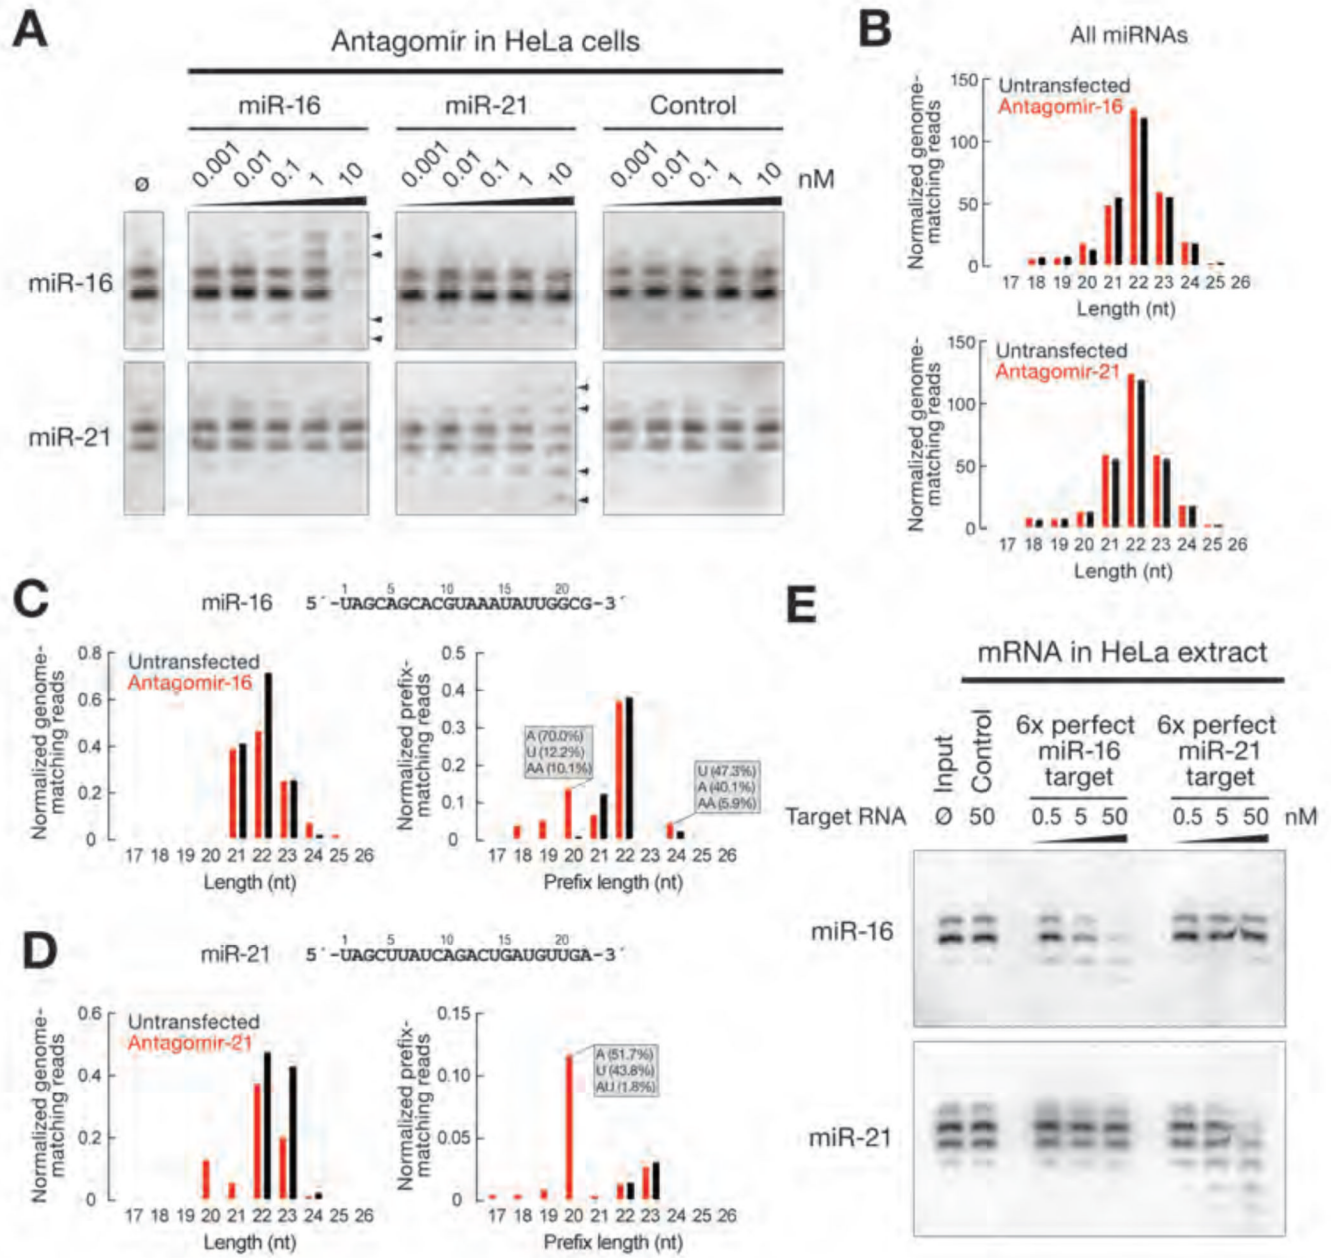 A
Antagomir in HeLa cells
miR-16 miR-21 Control
ø 0.001 0.01 0.1 1 10 0.001 0.01 0.1 1 10 0.001 0.01 0.1 1 10 nM
miR-16
miR-21
B
All miRNAs
Normalized genome-
matching reads
150
100
50
0
Untransfected
Antagomir-16
17 18 19 20 21 22 23 24 25 26
Length (nt)
Normalized genome-
matching reads
150
100
50
0
Untransfected
Antagomir-21
17 18 19 20 21 22 23 24 25 26
Length (nt)
C
1 5 10 15 20
miR-16 5´-UAGCAGCACGUAAAUAUUGGCG-3´
Normalized genome-
matching reads
0.8
0.6
0.4
0.2
0
Untransfected
Antagomir-16
17 18 19 20 21 22 23 24 25 26
Length (nt)
Normalized prefix-
matching reads
0.5
0.4
0.3
0.2
0.1
0
A (70.0%)
U (12.2%)
AA (10.1%)
U (47.3%)
A (40.1%)
AA (5.9%)
17 18 19 20 21 22 23 24 25 26
Prefix length (nt)
D
1 5 10 15 20
miR-21 5´-UAGCUUAUCAGACUGAUGUUGA-3´
Normalized genome-
matching reads
0.6
0.4
0.2
0
Untransfected
Antagomir-21
17 18 19 20 21 22 23 24 25 26
Length (nt)
Normalized prefix-
matching reads
0.15
0.10
0.05
0
A (51.7%)
U (43.8%)
AU (1.8%)
17 18 19 20 21 22 23 24 25 26
Prefix length (nt)
E
mRNA in HeLa extract
Input
Control
6x perfect
miR-16
target
6x perfect
miR-21
target
Target RNA Ø 50 0.5 5 50 0.5 5 50 nM
miR-16
miR-21